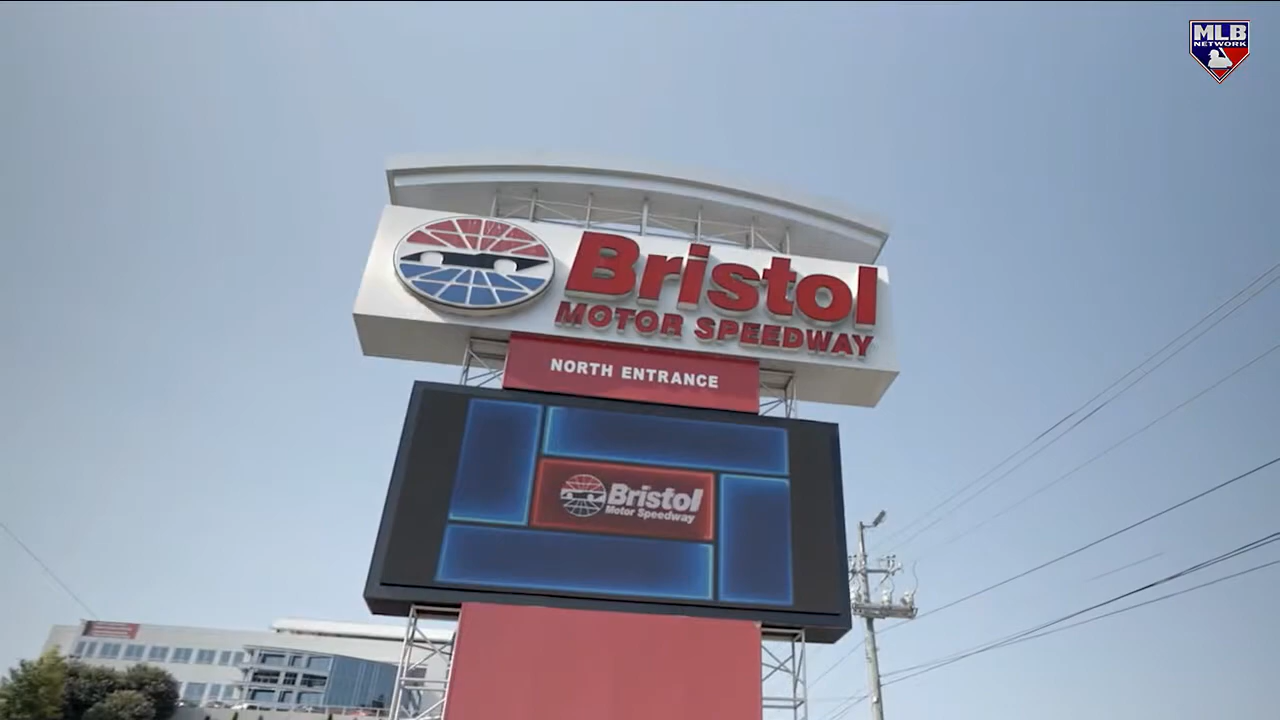 MLB
NETWORK
Bristol
MOTOR SPEEDWAY
NORTH ENTRANCE
Bristol
Motor Speedway